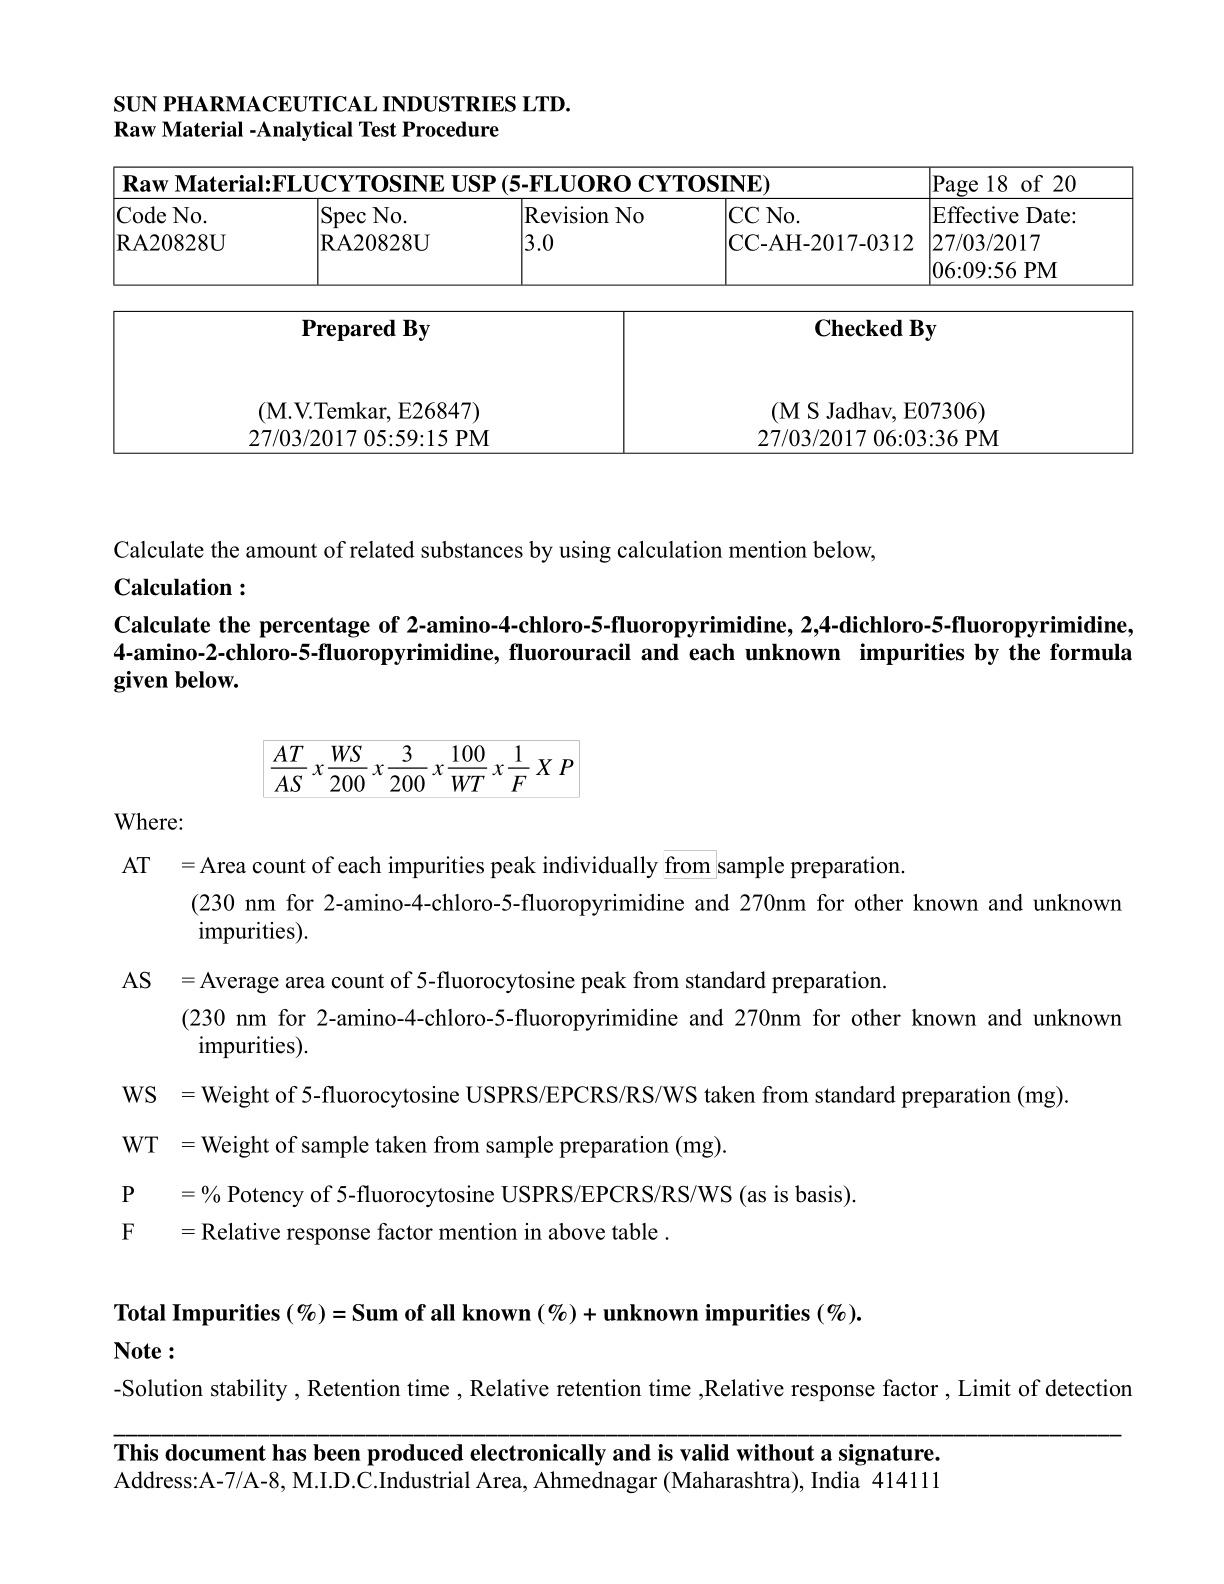 SUN PHARMACEUTICAL INDUSTRIES LTD.
Raw Material -Analytical Test Procedure
Raw Material:FLUCYTOSINE USP (5-FLUORO CYTOSINE)
Page 18 of 20
Code No.
RA20828U
Spec No.
RA20828U
Revision No
3.0
CC No.
CC-AH-2017-0312
Effective Date:
27/03/2017
06:09:56 PM
Prepared By
(M.V.Temkar, E26847)
27/03/2017 05:59:15 PM
Checked By
(M S Jadhav, E07306)
27/03/2017 06:03:36 PM
Calculate the amount of related substances by using calculation mention below,
Calculation :
Calculate the percentage of 2-amino-4-chloro-5-fluoropyrimidine, 2,4-dichloro-5-fluoropyrimidine,
4-amino-2-chloro-5-fluoropyrimidine, fluorouracil and each unknown impurities by the formula
given below.
AT/AS x WS/200 x 3/200 x 100/WT x 1/F X P
Where:
AT = Area count of each impurities peak individually from sample preparation.
(230 nm for 2-amino-4-chloro-5-fluoropyrimidine and 270nm for other known and unknown
impurities).
AS = Average area count of 5-fluorocytosine peak from standard preparation.
(230 nm for 2-amino-4-chloro-5-fluoropyrimidine and 270nm for other known and unknown
impurities).
WS = Weight of 5-fluorocytosine USPRS/EPCRS/RS/WS taken from standard preparation (mg).
WT = Weight of sample taken from sample preparation (mg).
P = % Potency of 5-fluorocytosine USPRS/EPCRS/RS/WS (as is basis).
F = Relative response factor mention in above table .
Total Impurities (%) = Sum of all known (%) + unknown impurities (%).
Note :
-Solution stability , Retention time , Relative retention time ,Relative response factor , Limit of detection
This document has been produced electronically and is valid without a signature.
Address:A-7/A-8, M.I.D.C.Industrial Area, Ahmednagar (Maharashtra), India 414111